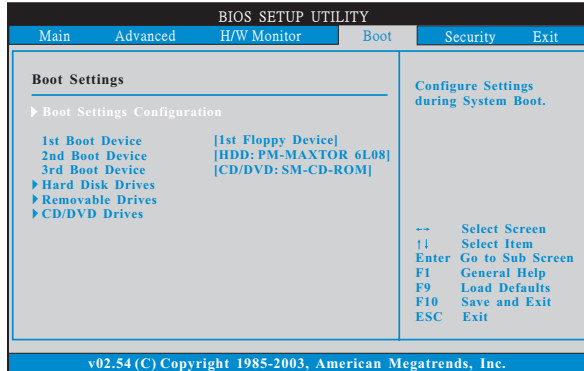 BIOS SETUP UTILITY
Main Advanced H/W Monitor Boot Security Exit
Boot Settings
Boot Settings Configuration
1st Boot Device [1st Floppy Device]
2nd Boot Device [HDD: PM-MAXTOR 6L08]
3rd Boot Device [CD/DVD: SM-CD-ROM]
Hard Disk Drives
Removable Drives
CD/DVD Drives
Configure Settings
during System Boot.
←→ Select Screen
↑↓ Select Item
Enter Go to Sub Screen
F1 General Help
F9 Load Defaults
F10 Save and Exit
ESC Exit
v02.54 (C) Copyright 1985-2003, American Megatrends, Inc.